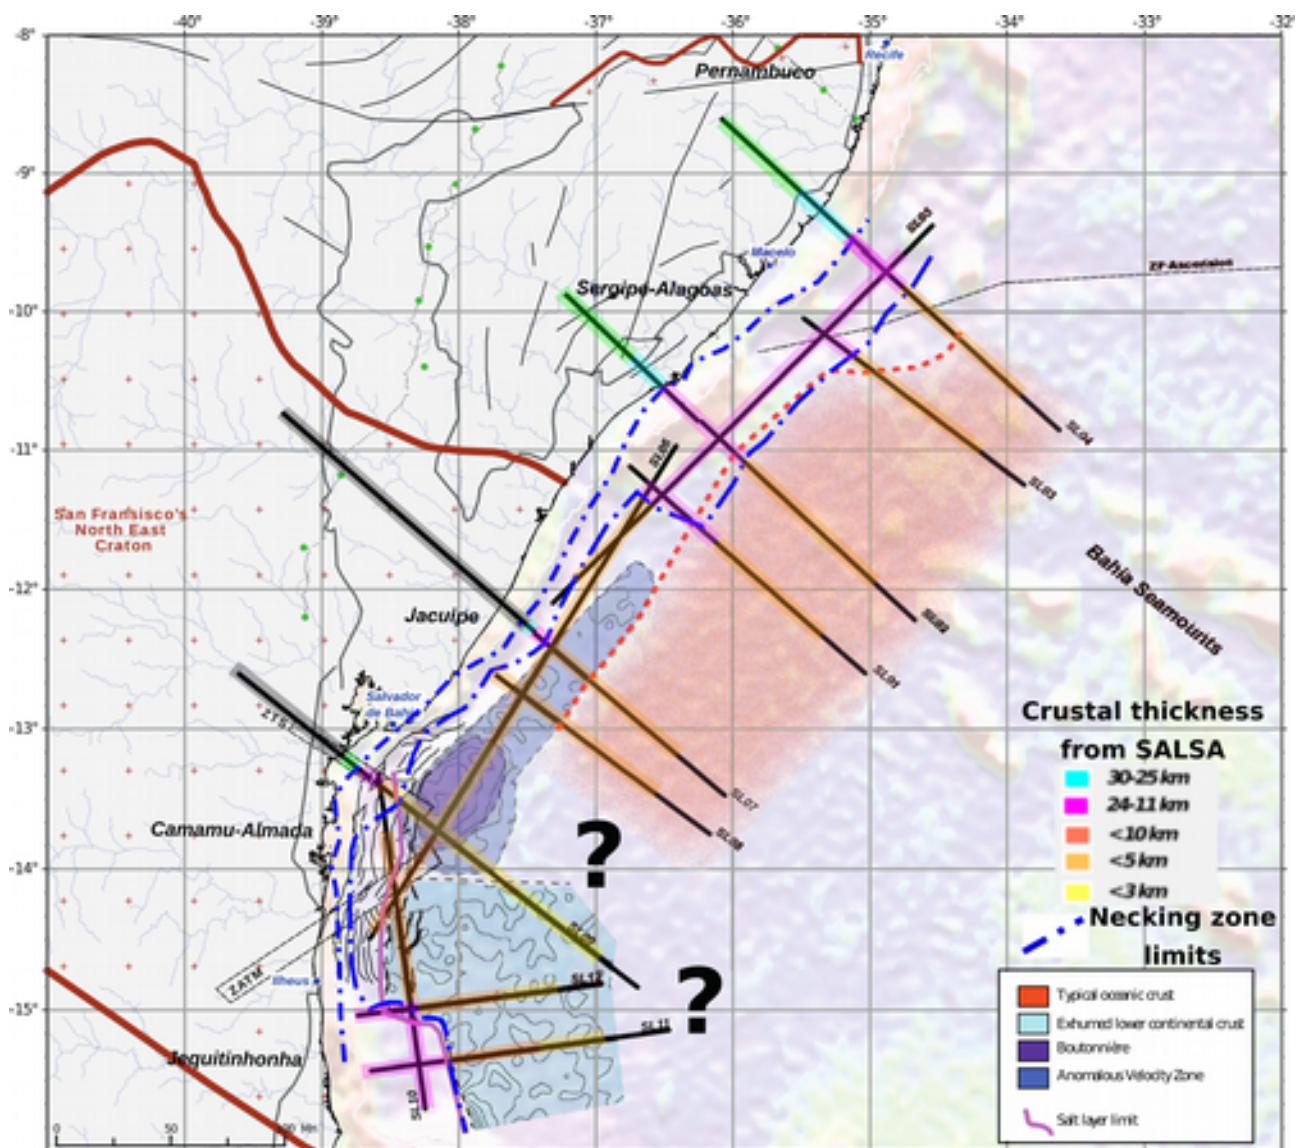 -40° -39° -38° -37° -36° -35° -34° -33° -32°
-8°
-9°
-10°
-11°
-12°
-13°
-14°
-15°
Recife
Pernambuco
SL05
Maceio
ZF Ascension
Sergipe-Alagoas
SL04
SL06
SL03
San Fransisco's
North East
Craton
Bahia Seamounts
Jacuipe
SL02
SL01
Salvador
de Bahia
ZTS
SL07
SL08
Camamu-Almada
?
ZATM
Ilheus
SL12
?
SL11
Jequitinhonha
SL10
0 50
Crustal thickness
from SALSA
30-25 km
24-11 km
<10 km
<5 km
<3 km
Necking zone
limits
Typical oceanic crust
Exhumed lower continental crust
Boutonnière
Anomalous Velocity Zone
Salt layer limit